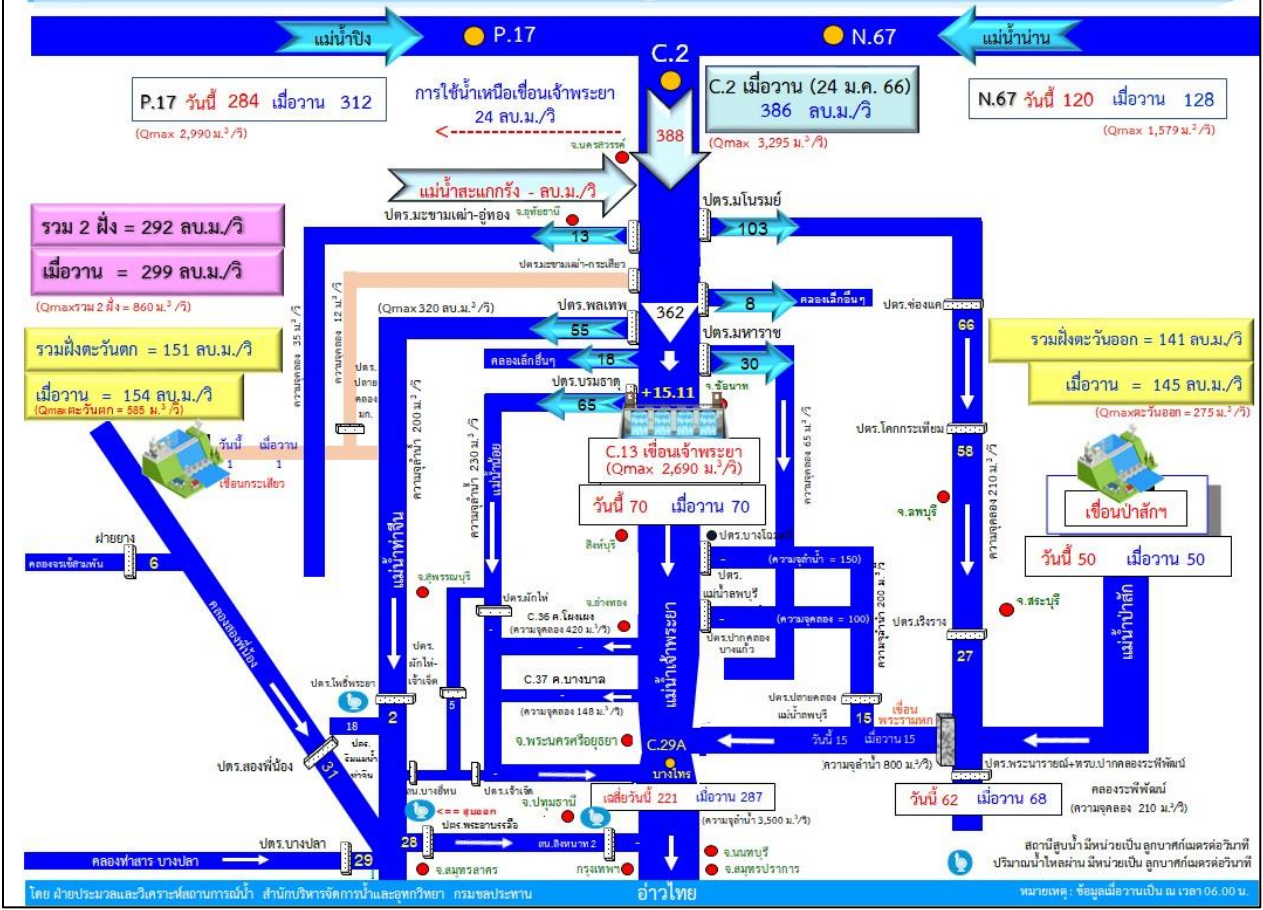 แม่น้ำปิง
P.17
C.2
N.67
แม่น้ำน่าน
P.17 วันนี้ 284 เมื่อวาน 312
(Qmax 2,990 ม.³/วิ)
การใช้น้ำเหนือเขื่อนเจ้าพระยา
24 ลบ.ม./วิ
จ.นครสวรรค์
388
C.2 เมื่อวาน (24 ม.ค. 66)
386 ลบ.ม./วิ
(Qmax 3,295 ม.³/วิ)
N.67 วันนี้ 120 เมื่อวาน 128
(Qmax 1,579 ม.³/วิ)
แม่น้ำสะแกกรัง - ลบ.ม./วิ
ปตร.มะขามเฒ่า-อู่ทอง จ.อุทัยธานี
13
ปตร.มโนรมย์
103
รวม 2 ฝั่ง = 292 ลบ.ม./วิ
เมื่อวาน = 299 ลบ.ม./วิ
(Qmaxรวม 2 ฝั่ง = 860 ม.³/วิ)
ปตร.มะขามเฒ่า-กระเสียว
(Qmax 320 ลบ.ม./วิ)
ปตร.พลเทพ
55
362
8
คลองเล็กอื่นๆ
ปตร.ช่องแค
66
ปตร.มหาราช
30
คลองเล็กอื่นๆ
18
รวมฝั่งตะวันตก = 151 ลบ.ม./วิ
เมื่อวาน = 154 ลบ.ม./วิ
(Qmaxตะวันตก = 585 ม.³/วิ)
รวมฝั่งตะวันออก = 141 ลบ.ม./วิ
เมื่อวาน = 145 ลบ.ม./วิ
(Qmaxตะวันออก = 275 ม.³/วิ)
ความจุคลอง 35 ม.³/วิ
ความจุคลอง 12 ม.³/วิ
ปตร.
ปลาย
คลอง
มก.
ปตร.บรมธาตุ
65
+15.11
จ.ชัยนาท
C.13 เขื่อนเจ้าพระยา
(Qmax 2,690 ม.³/วิ)
วันนี้ 70 เมื่อวาน 70
วันนี้ เมื่อวาน
1 1
เขื่อนกระเสียว
ความจุลำน้ำ 200 ม.³/วิ
ความจุลำน้ำ 230 ม.³/วิ
แม่น้ำน้อย
แม่น้ำท่าจีน
ความจุคลอง 65 ม.³/วิ
ปตร.โคกกระเทียม
58
ความจุคลอง 210 ม.³/วิ
จ.ลพบุรี
เขื่อนป่าสักฯ
วันนี้ 50 เมื่อวาน 50
แม่น้ำป่าสัก
จ.สระบุรี
ฝายยาง
คลองจรเข้สามพัน
6
คลองสองพี่น้อง
จ.สุพรรณบุรี
สิงห์บุรี
ปตร.บางโฉมศรี
-
(ความจุลำน้ำ = 150)
ปตร.
แม่น้ำลพบุรี
-
(ความจุคลอง = 100)
ปตร.ปากคลอง
บางแก้ว
ความจุลำน้ำ 200 ม.³/วิ
ปตร.เริงราง
27
ปตร.ผักไห่
-
จ.อ่างทอง
C.36 ค.โผงเผง
(ความจุคลอง 420 ม.³/วิ)
-
C.37 ค.บางบาล
-
(ความจุคลอง 148 ม.³/วิ)
แม่น้ำเจ้าพระยา
ปตร.
ผักไห่-
เจ้าเจ็ด
5
ปตร.โพธิ์พระยา
2
18
ปตร.
แม่น้ำ
ท่าจีน
ปตร.สองพี่น้อง
31
ปตร.ปลายคลอง
แม่น้ำลพบุรี
15
เขื่อน
พระรามหก
วันนี้ 15 เมื่อวาน 15
(ความจุลำน้ำ 800 ม.³/วิ)
จ.พระนครศรีอยุธยา
C.29A
บางไทร
ปตร.พระนารายณ์+ทรบ.ปากคลองระพีพัฒน์
วันนี้ 62 เมื่อวาน 68
คลองระพีพัฒน์
(ความจุคลอง 210 ม.³/วิ)
สน.บางยี่หน
ปตร.เจ้าเจ็ด
จ.ปทุมธานี
เฉลี่ยวันนี้ 221 เมื่อวาน 287
(ความจุลำน้ำ 3,500 ม.³/วิ)
<== สูบออก
ปตร.พระยาบรรลือ
28
สน.สิงหนาท 2
-
ปตร.บางปลา
คลองท่าสาร บางปลา
29
จ.สมุทรสาคร
กรุงเทพฯ
จ.นนทบุรี
จ.สมุทรปราการ
สถานีสูบน้ำ มีหน่วยเป็น ลูกบาศก์เมตรต่อวินาที
ปริมาณน้ำไหลผ่าน มีหน่วยเป็น ลูกบาศก์เมตรต่อวินาที
โดย ฝ่ายประมวลและวิเคราะห์สถานการณ์น้ำ สำนักบริหารจัดการน้ำและอุทกวิทยา กรมชลประทาน
อ่าวไทย
หมายเหตุ : ข้อมูลเมื่อวานเป็น ณ เวลา 06.00 น.